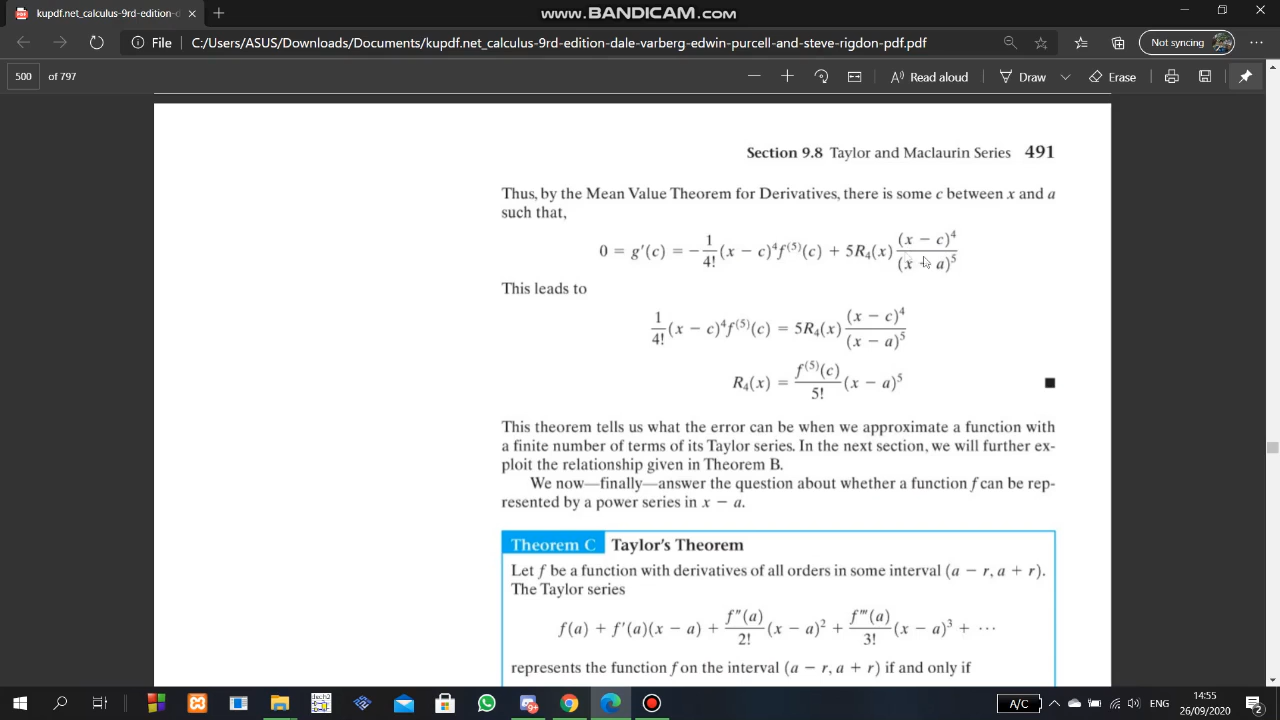 kupdf.net_calculus-9rd-edition-d
WWW.BANDICAM.COM
File C:/Users/ASUS/Downloads/Documents/kupdf.net_calculus-9rd-edition-dale-varberg-edwin-purcell-and-steve-rigdon-pdf.pdf Not syncing
500 of 797 Read aloud Draw Erase
Section 9.8 Taylor and Maclaurin Series 491
Thus, by the Mean Value Theorem for Derivatives, there is some c between x and a
such that,
0 = g′(c) = −1/4!(x − c)⁴f⁽⁵⁾(c) + 5R₄(x)(x − c)⁴/(x − a)⁵
This leads to
1/4!(x − c)⁴f⁽⁵⁾(c) = 5R₄(x)(x − c)⁴/(x − a)⁵
R₄(x) = f⁽⁵⁾(c)/5!(x − a)⁵ ■
This theorem tells us what the error can be when we approximate a function with
a finite number of terms of its Taylor series. In the next section, we will further ex-
ploit the relationship given in Theorem B.
We now—finally—answer the question about whether a function f can be rep-
resented by a power series in x − a.
Theorem C Taylor's Theorem
Let f be a function with derivatives of all orders in some interval (a − r, a + r).
The Taylor series
f(a) + f′(a)(x − a) + f″(a)/2!(x − a)² + f‴(a)/3!(x − a)³ + ⋯
represents the function f on the interval (a − r, a + r) if and only if
A/C ENG 14:55
26/09/2020